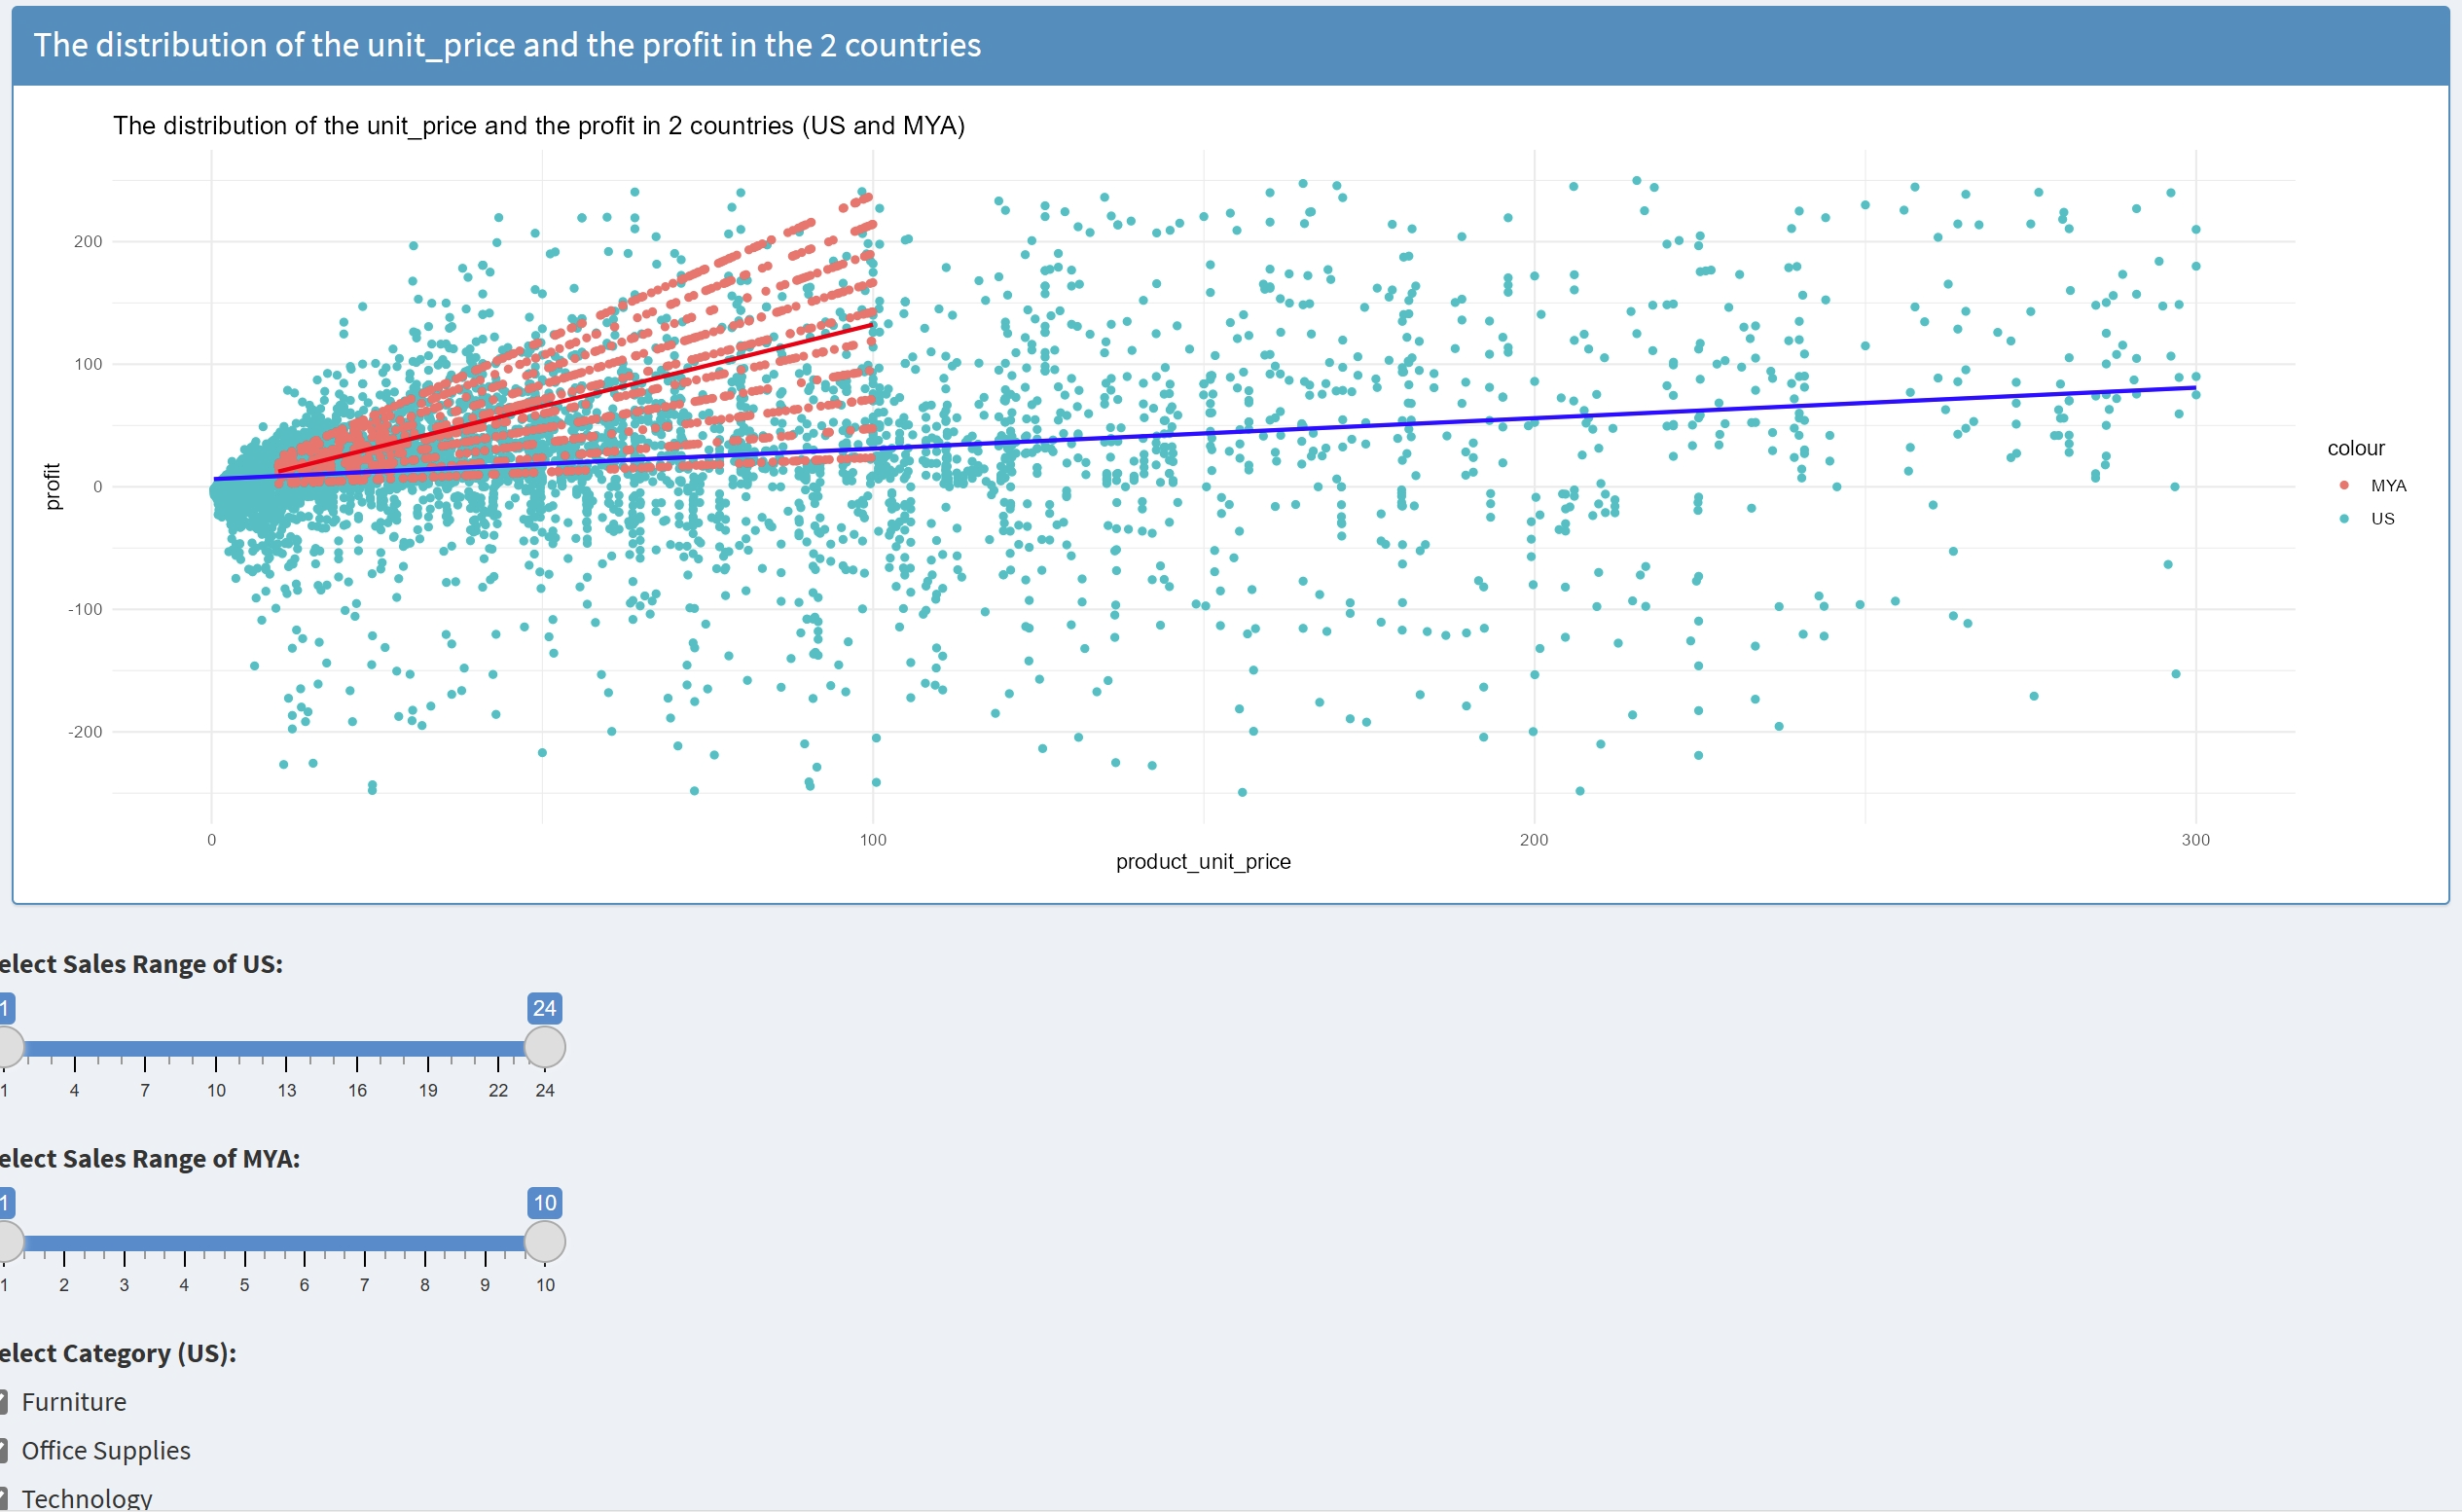 The distribution of the unit_price and the profit in the 2 countries
The distribution of the unit_price and the profit in 2 countries (US and MYA)
200
100
0
-100
-200
profit
0 100 200 300
product_unit_price
colour
MYA
US
elect Sales Range of US:
1 24
1 4 7 10 13 16 19 22 24
elect Sales Range of MYA:
1 10
1 2 3 4 5 6 7 8 9 10
elect Category (US):
Furniture
Office Supplies
Technology